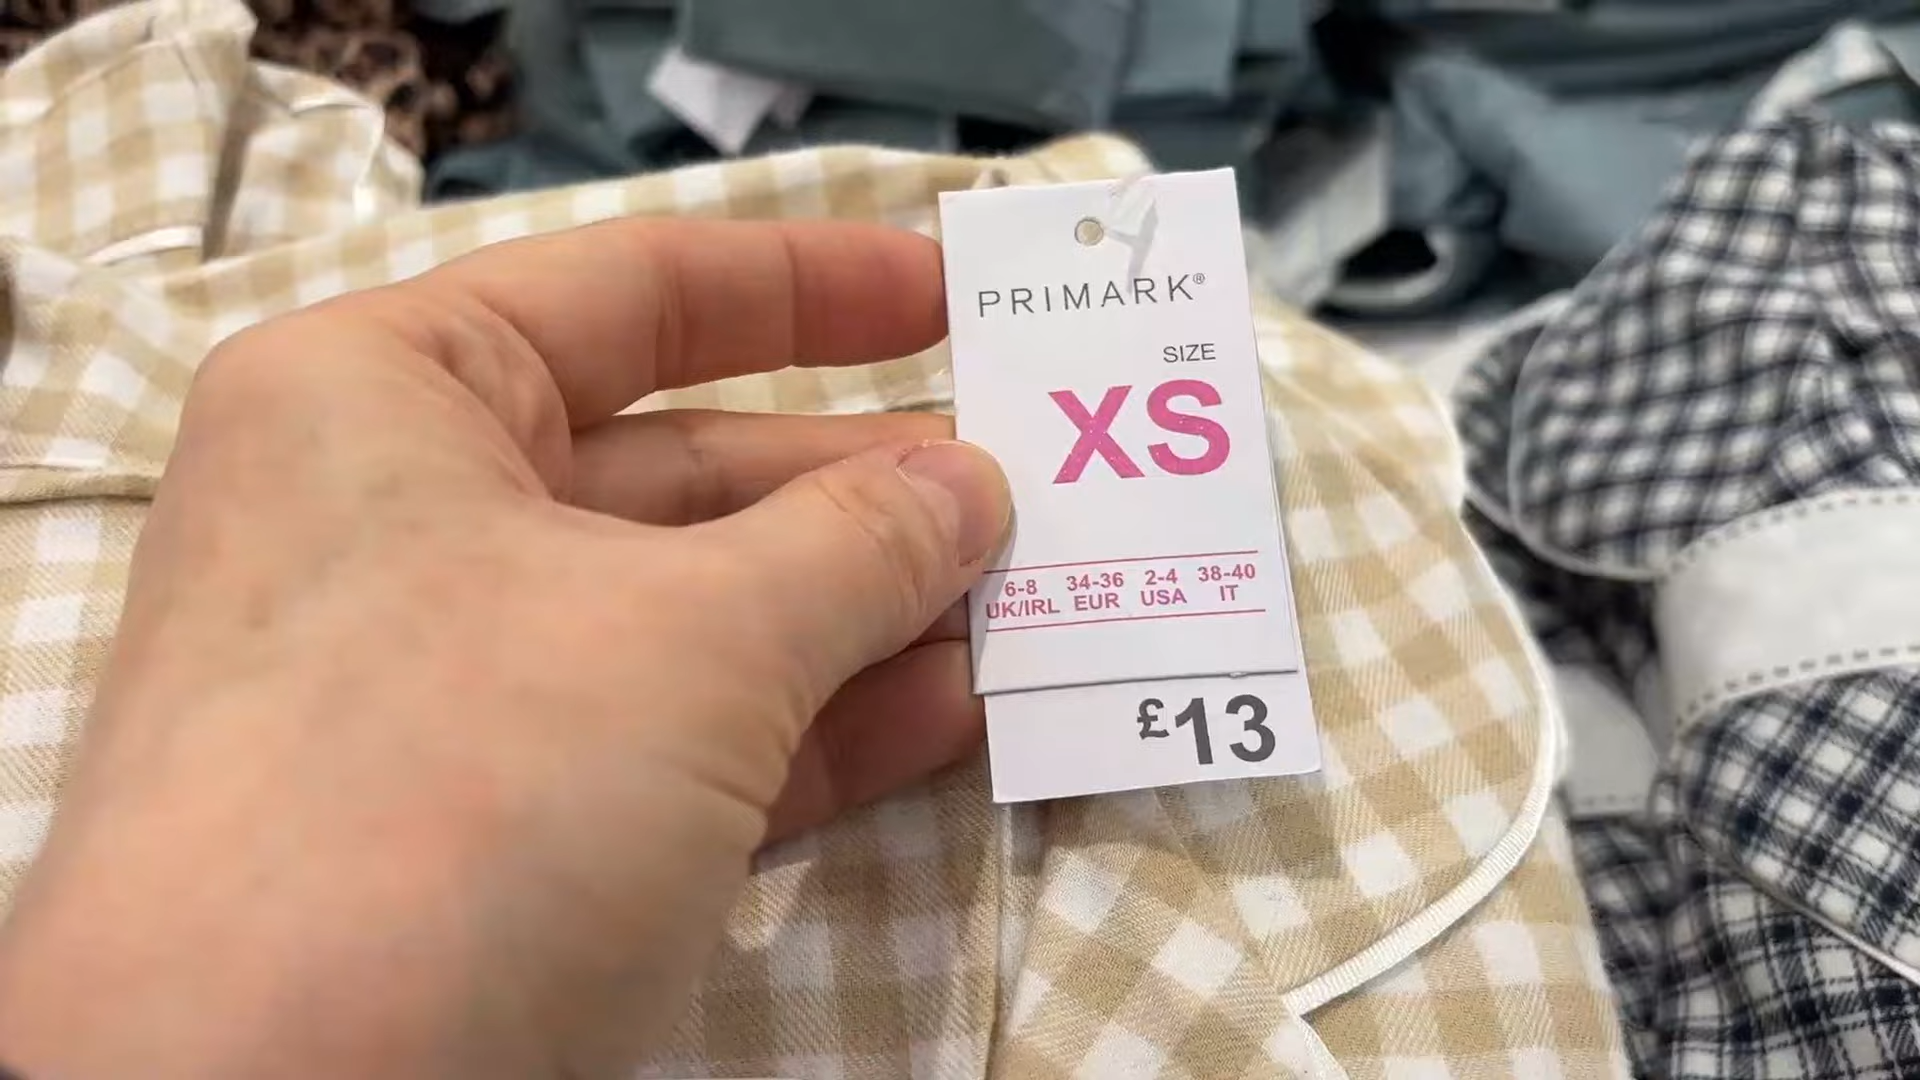 PRIMARK®
SIZE
XS
6-8 34-36 2-4 38-40
UK/IRL EUR USA IT
£13